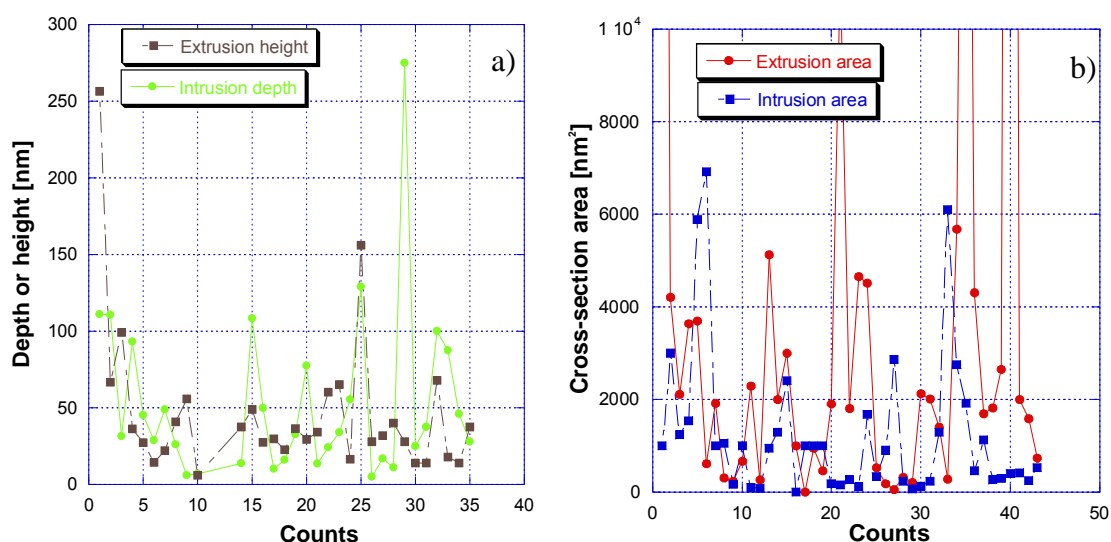 Depth or height [nm]
300
250
200
150
100
50
0
Extrusion height
Intrusion depth
a)
0 5 10 15 20 25 30 35 40
Counts
Cross-section area [nm²]
1 10⁴
8000
6000
4000
2000
0
Extrusion area
Intrusion area
b)
0 10 20 30 40 50
Counts